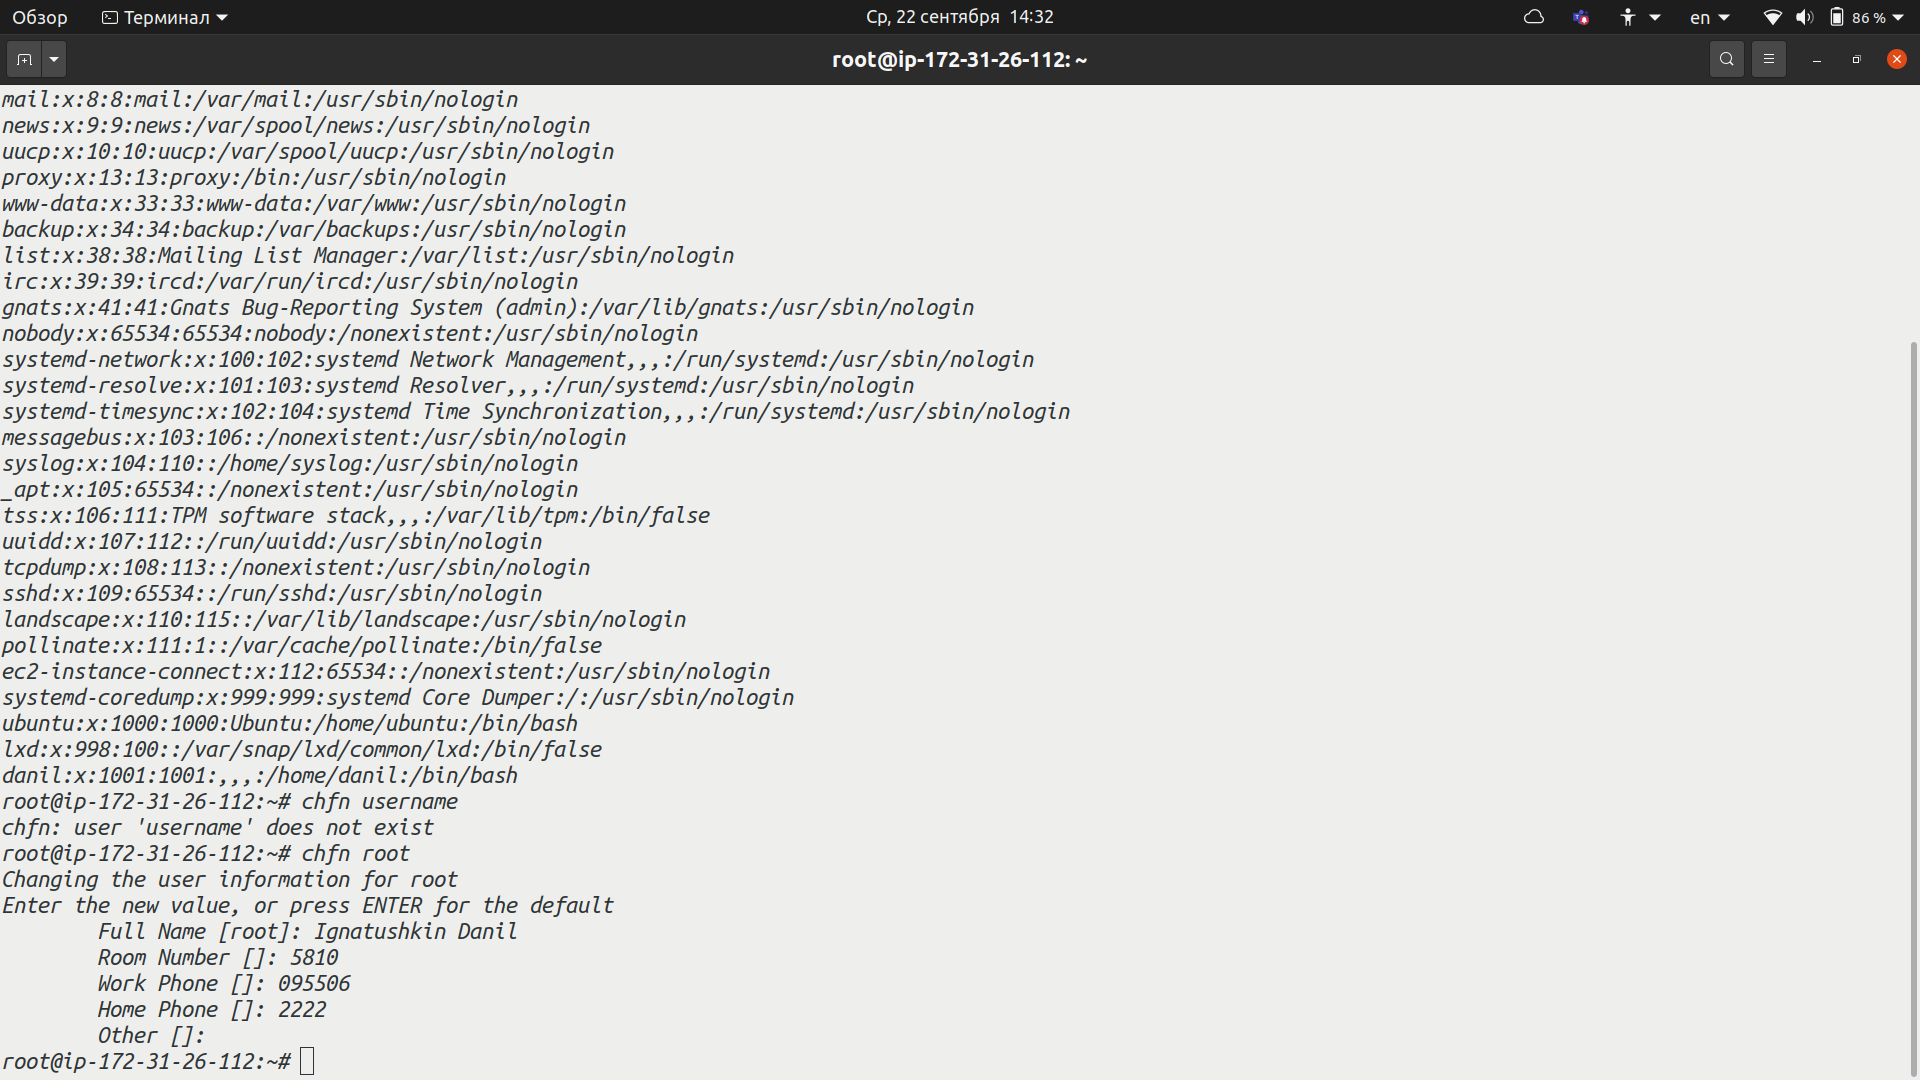 Обзор Терминал Ср, 22 сентября 14:32 en 86 %
root@ip-172-31-26-112: ~
mail:x:8:8:mail:/var/mail:/usr/sbin/nologin
news:x:9:9:news:/var/spool/news:/usr/sbin/nologin
uucp:x:10:10:uucp:/var/spool/uucp:/usr/sbin/nologin
proxy:x:13:13:proxy:/bin:/usr/sbin/nologin
www-data:x:33:33:www-data:/var/www:/usr/sbin/nologin
backup:x:34:34:backup:/var/backups:/usr/sbin/nologin
list:x:38:38:Mailing List Manager:/var/list:/usr/sbin/nologin
irc:x:39:39:ircd:/var/run/ircd:/usr/sbin/nologin
gnats:x:41:41:Gnats Bug-Reporting System (admin):/var/lib/gnats:/usr/sbin/nologin
nobody:x:65534:65534:nobody:/nonexistent:/usr/sbin/nologin
systemd-network:x:100:102:systemd Network Management,,,:/run/systemd:/usr/sbin/nologin
systemd-resolve:x:101:103:systemd Resolver,,,:/run/systemd:/usr/sbin/nologin
systemd-timesync:x:102:104:systemd Time Synchronization,,,:/run/systemd:/usr/sbin/nologin
messagebus:x:103:106::/nonexistent:/usr/sbin/nologin
syslog:x:104:110::/home/syslog:/usr/sbin/nologin
_apt:x:105:65534::/nonexistent:/usr/sbin/nologin
tss:x:106:111:TPM software stack,,,:/var/lib/tpm:/bin/false
uuidd:x:107:112::/run/uuidd:/usr/sbin/nologin
tcpdump:x:108:113::/nonexistent:/usr/sbin/nologin
sshd:x:109:65534::/run/sshd:/usr/sbin/nologin
landscape:x:110:115::/var/lib/landscape:/usr/sbin/nologin
pollinate:x:111:1::/var/cache/pollinate:/bin/false
ec2-instance-connect:x:112:65534::/nonexistent:/usr/sbin/nologin
systemd-coredump:x:999:999:systemd Core Dumper:/:/usr/sbin/nologin
ubuntu:x:1000:1000:Ubuntu:/home/ubuntu:/bin/bash
lxd:x:998:100::/var/snap/lxd/common/lxd:/bin/false
danil:x:1001:1001:,,,:/home/danil:/bin/bash
root@ip-172-31-26-112:~# chfn username
chfn: user 'username' does not exist
root@ip-172-31-26-112:~# chfn root
Changing the user information for root
Enter the new value, or press ENTER for the default
Full Name [root]: Ignatushkin Danil
Room Number []: 5810
Work Phone []: 095506
Home Phone []: 2222
Other []:
root@ip-172-31-26-112:~#